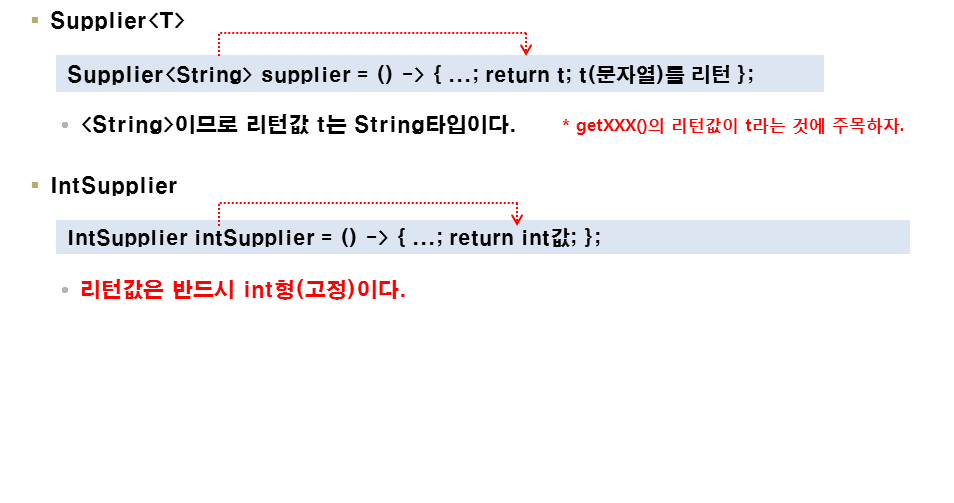 Supplier<T>
Supplier<String> supplier = () -> { ...; return t; t(문자열)를 리턴 };
<String>이므로 리턴값 t는 String타입이다.
* getXXX()의 리턴값이 t라는 것에 주목하자.
IntSupplier
IntSupplier intSupplier = () -> { ...; return int값; };
리턴값은 반드시 int형(고정)이다.